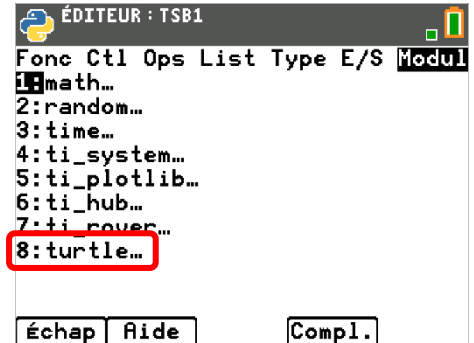 ÉDITEUR : TSB1
Fonc Ctl Ops List Type E/S Modul
1:math…
2:random…
3:time…
4:ti_system…
5:ti_plotlib…
6:ti_hub…
7:ti_rover…
8:turtle…
Échap Aide Compl.